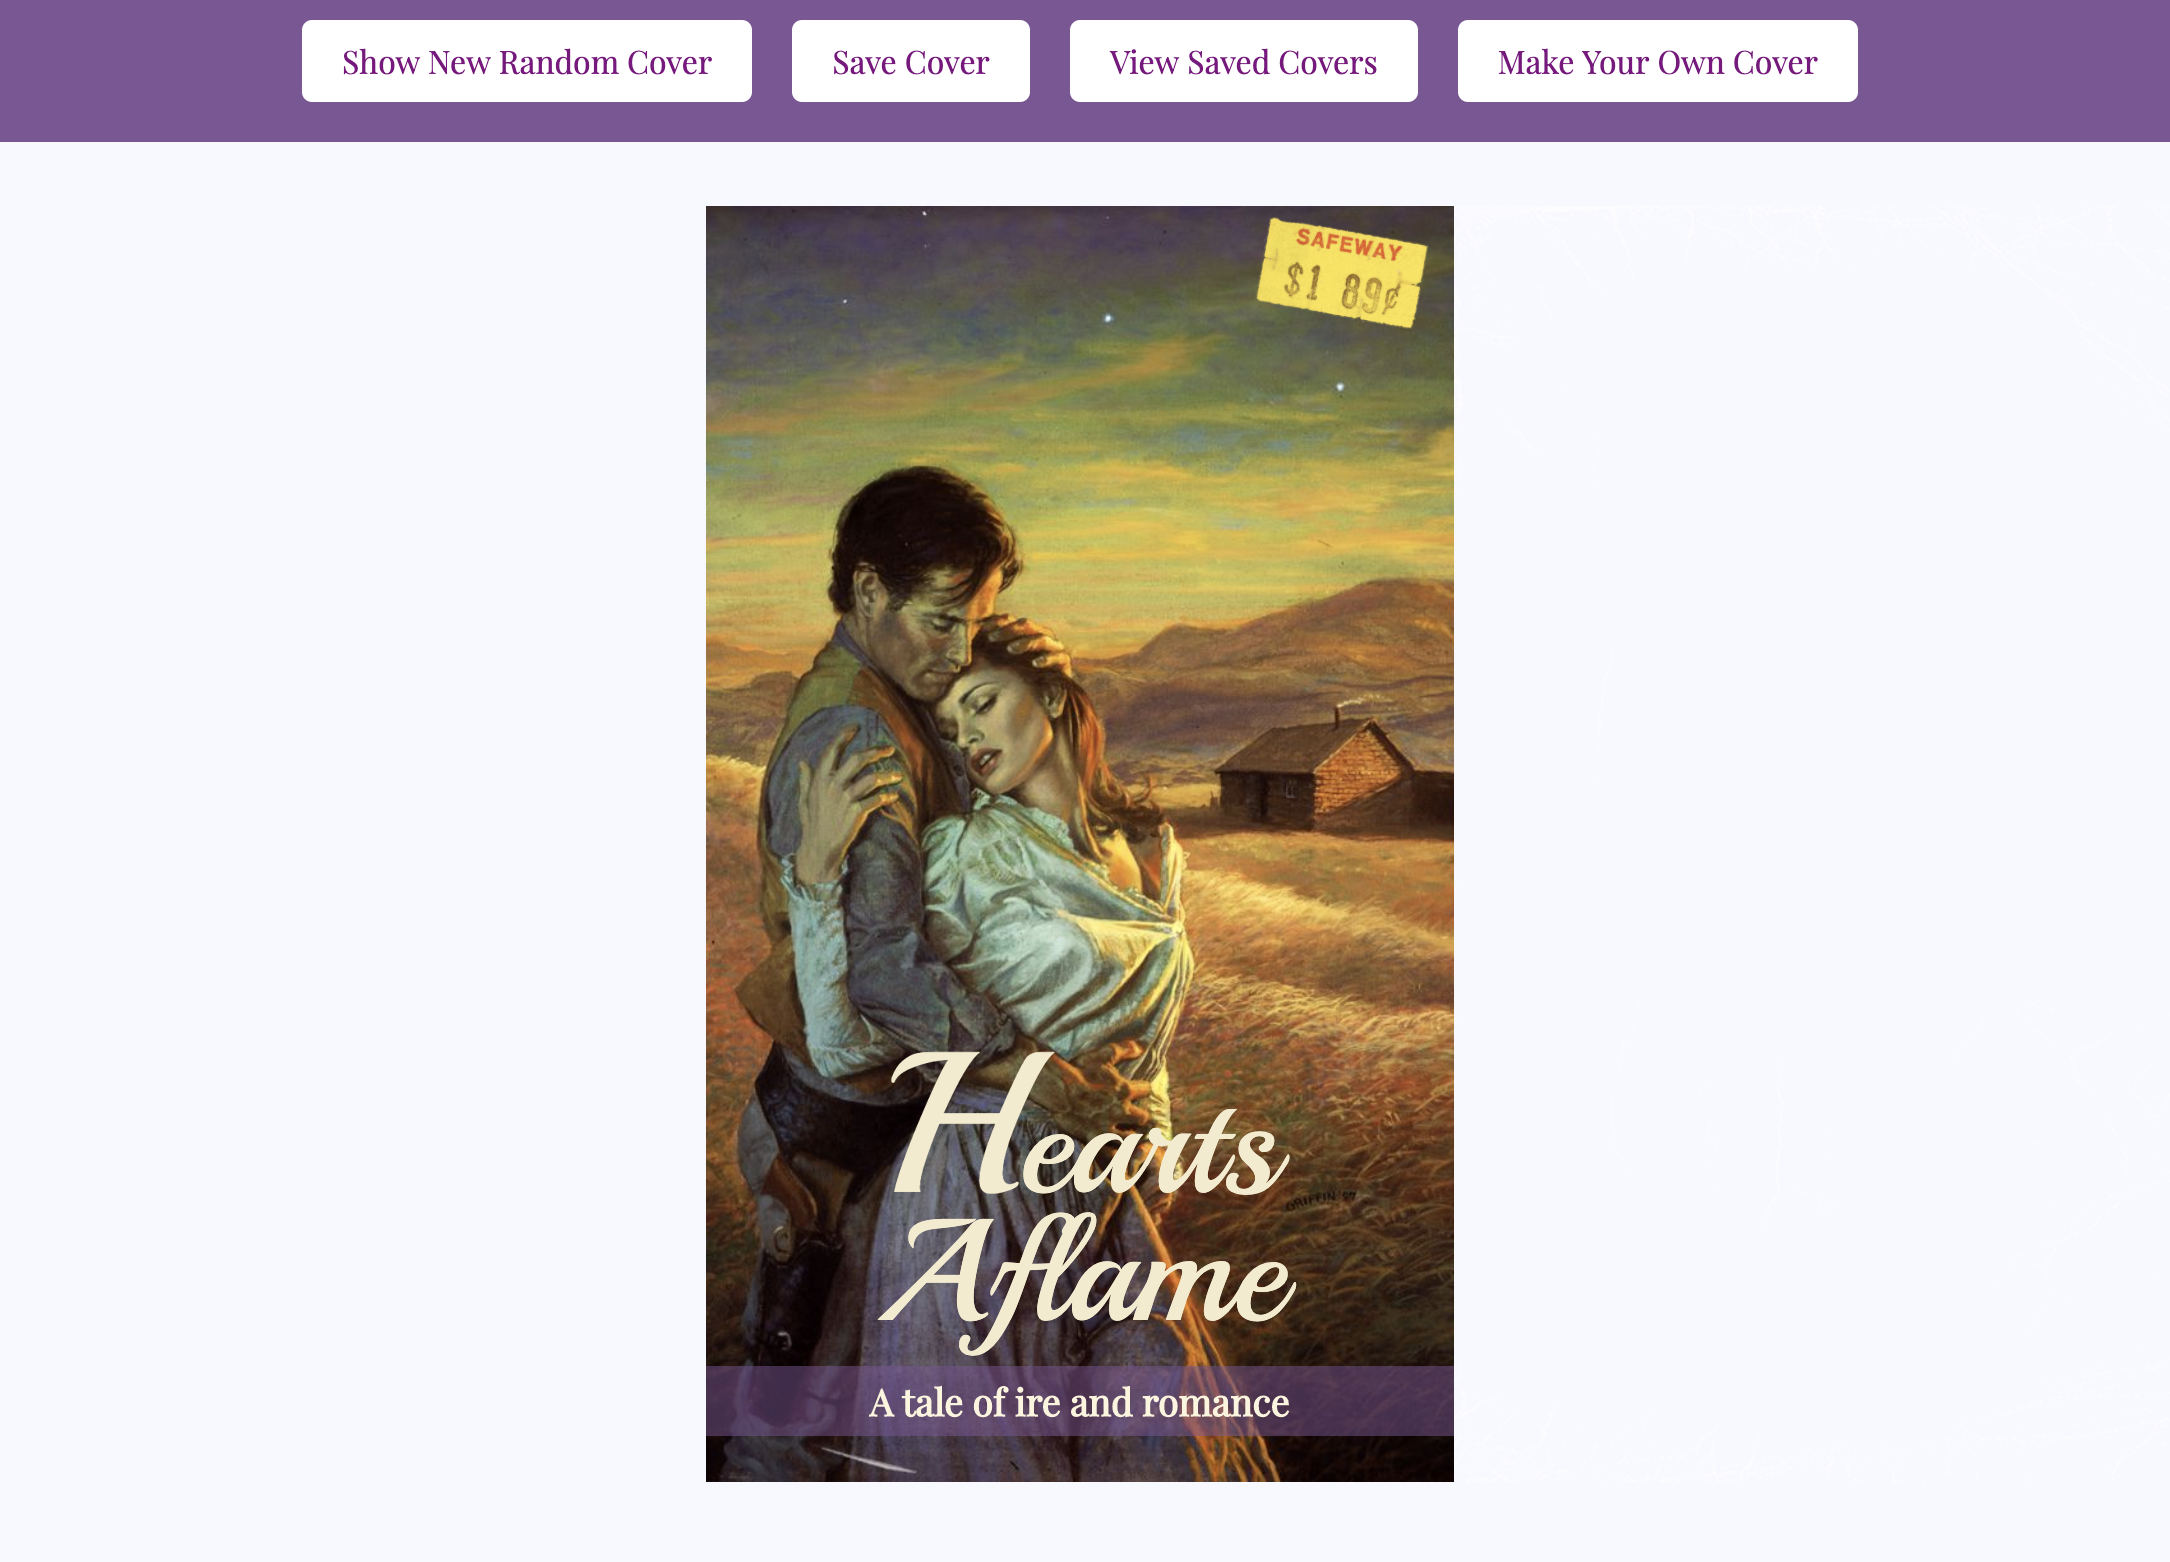 Show New Random Cover
Save Cover
View Saved Covers
Make Your Own Cover
SAFEWAY
$1 89¢
Hearts
GRIFFIN '97
Aflame
A tale of ire and romance